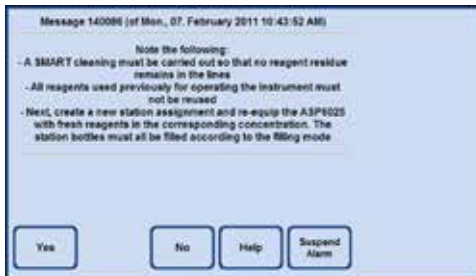 Message 140086 (of Mon., 07. February 2011 10:43:52 AM)
Note the following:
- A SMART cleaning must be carried out so that no reagent residue
remains in the lines
- All reagents used previously for operating the instrument must
not be reused
- Next, create a new station assignment and re-equip the ASP6025
with fresh reagents in the corresponding concentration. The
station bottles must all be filled according to the filling mode
Yes
No
Help
Suspend
Alarm